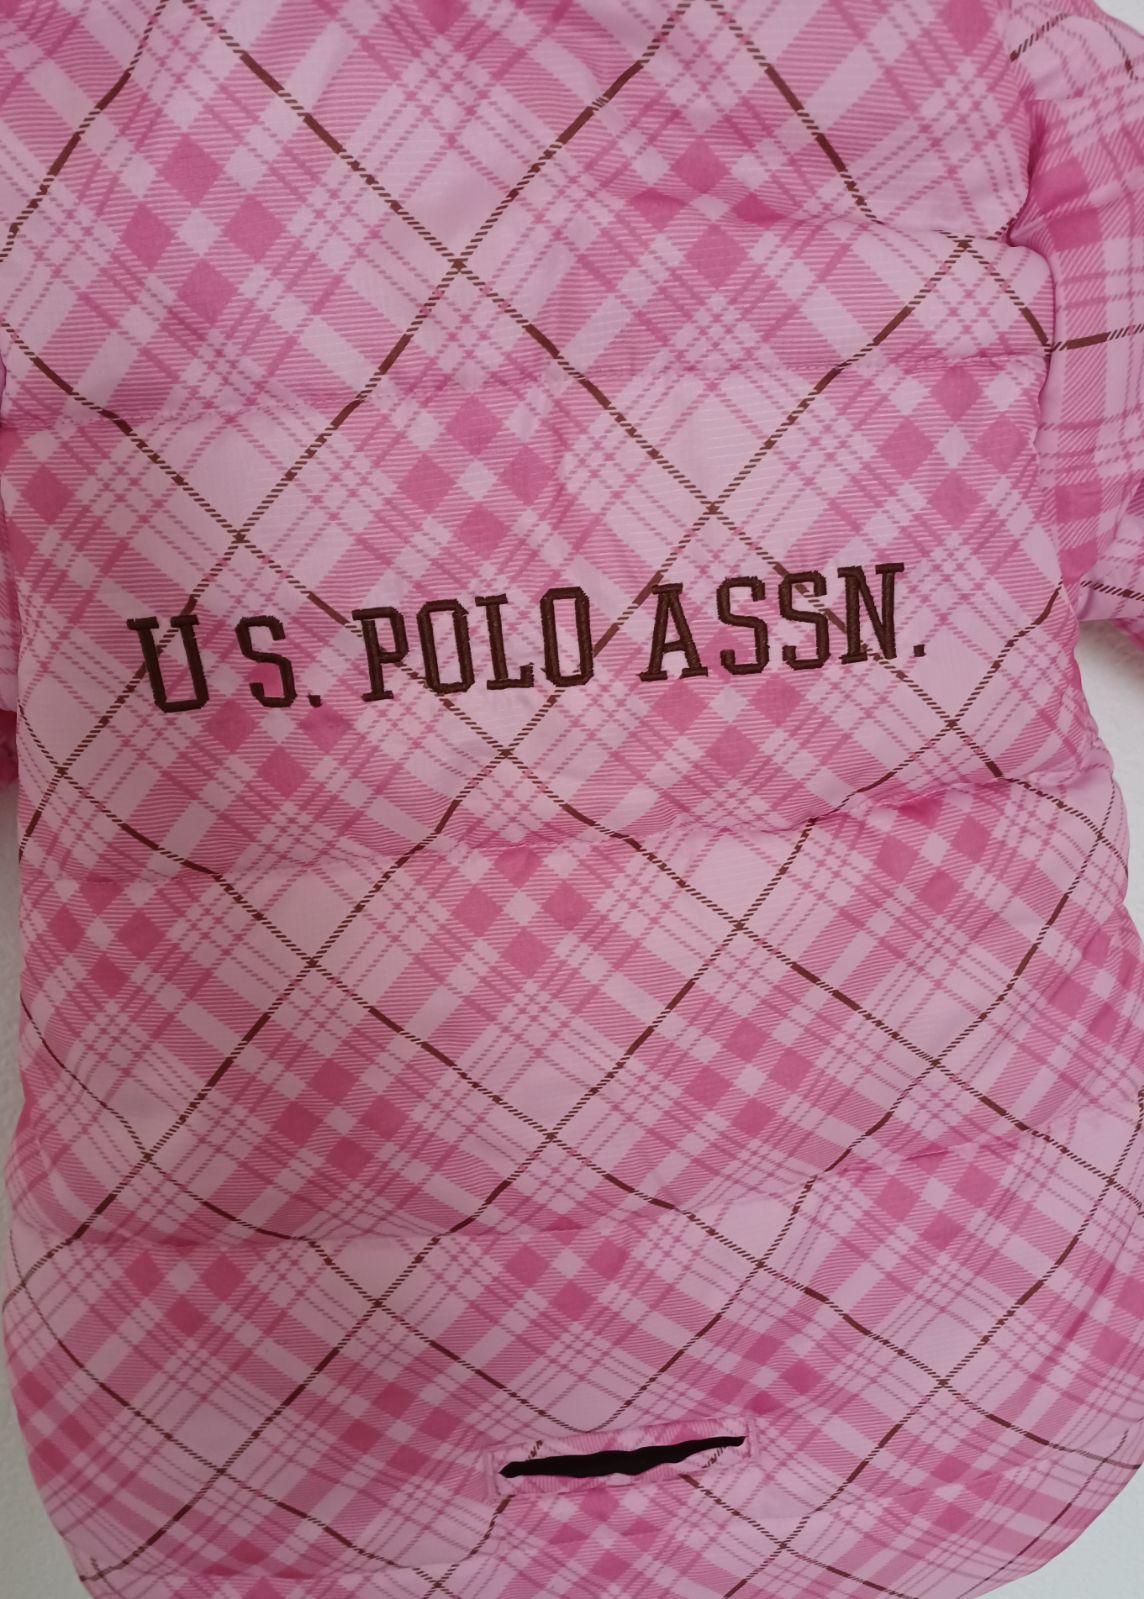 U S. POLO ASSN.